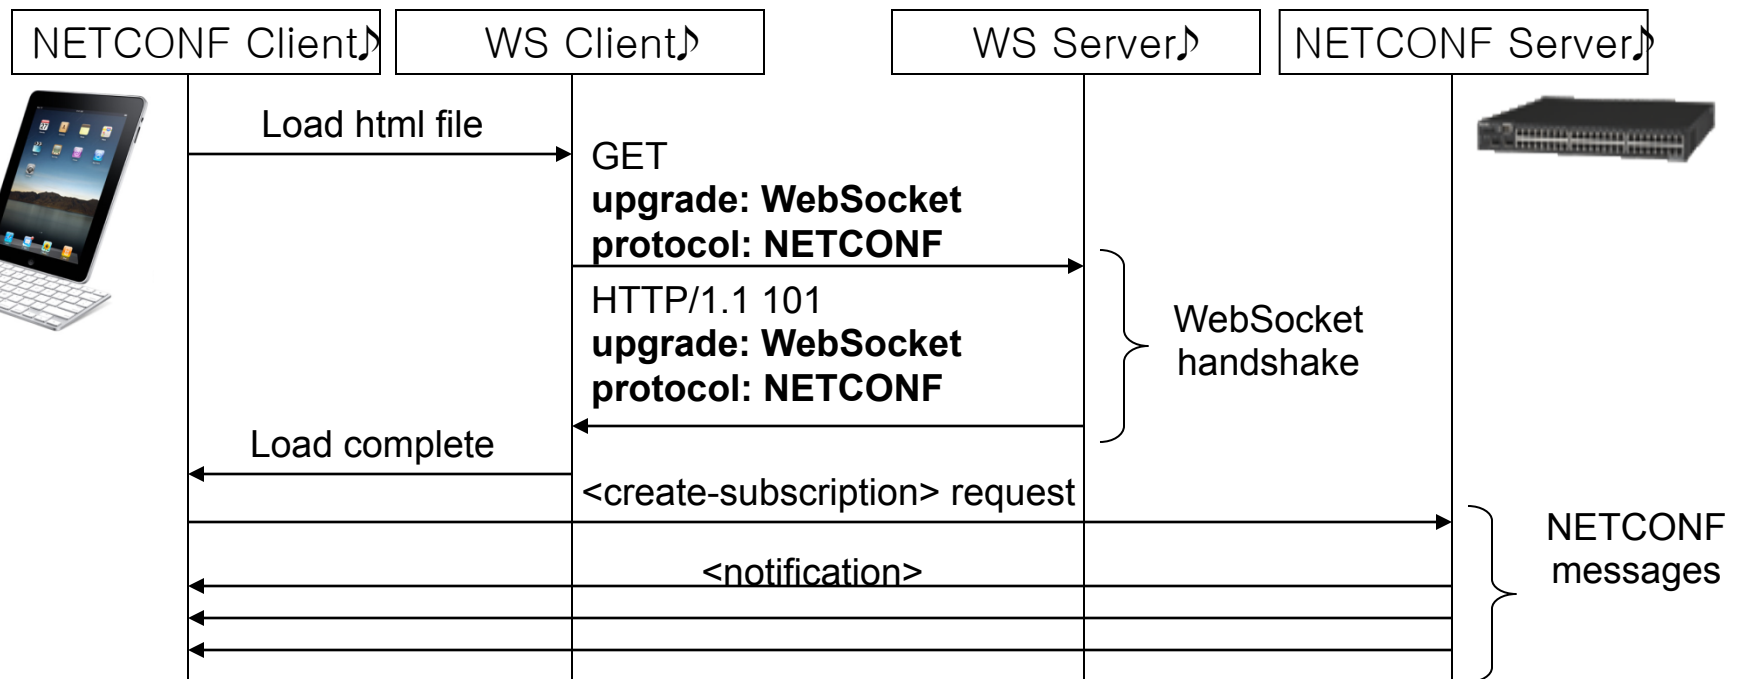 NETCONF Client♪
WS Client♪
WS Server♪
NETCONF Server♪
Load html file
GET
upgrade: WebSocket
protocol: NETCONF
HTTP/1.1 101
upgrade: WebSocket
protocol: NETCONF
WebSocket
handshake
Load complete
<create-subscription> request
<notification>
NETCONF
messages